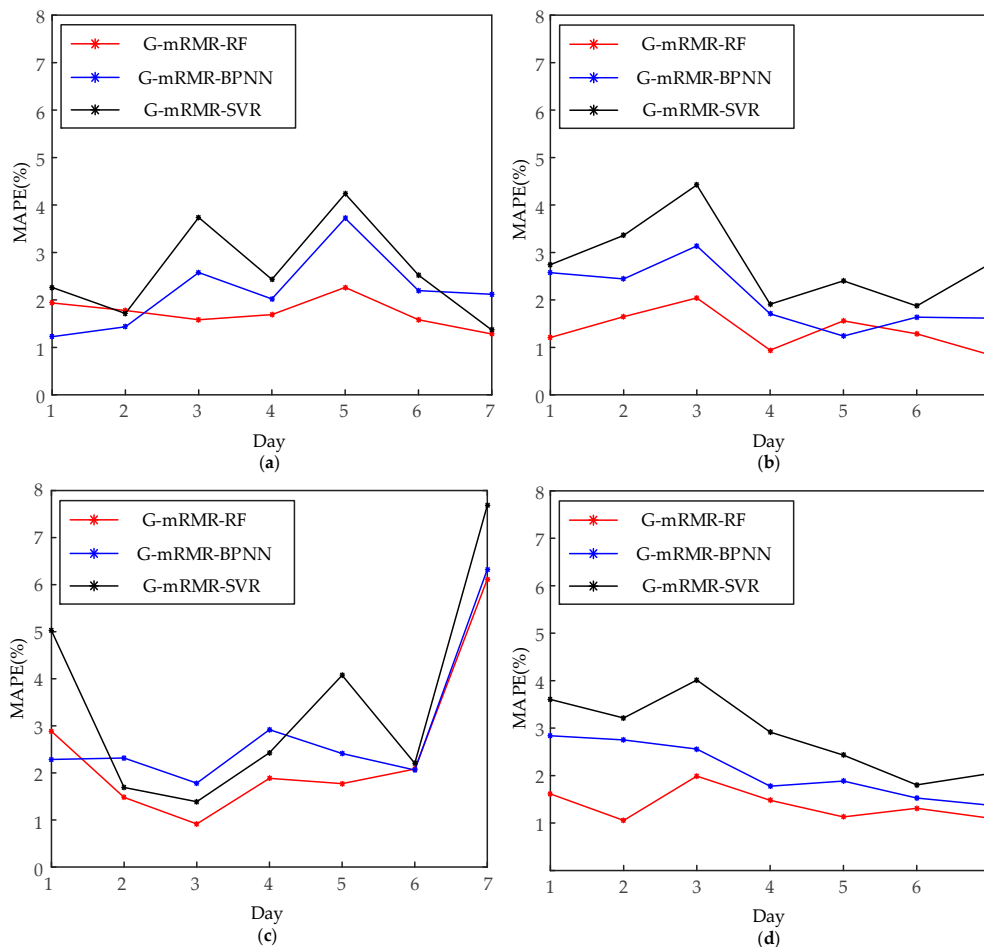 8
7
6
5
4
3
2
1
0
MAPE(%)
G-mRMR-RF
G-mRMR-BPNN
G-mRMR-SVR
1 2 3 4 5 6 7
Day
(a)
8
7
6
5
4
3
2
1
0
MAPE(%)
G-mRMR-RF
G-mRMR-BPNN
G-mRMR-SVR
1 2 3 4 5 6
Day
(b)
8
7
6
5
4
3
2
1
0
MAPE(%)
G-mRMR-RF
G-mRMR-BPNN
G-mRMR-SVR
1 2 3 4 5 6 7
Day
(c)
8
7
6
5
4
3
2
1
MAPE(%)
G-mRMR-RF
G-mRMR-BPNN
G-mRMR-SVR
1 2 3 4 5 6
Day
(d)